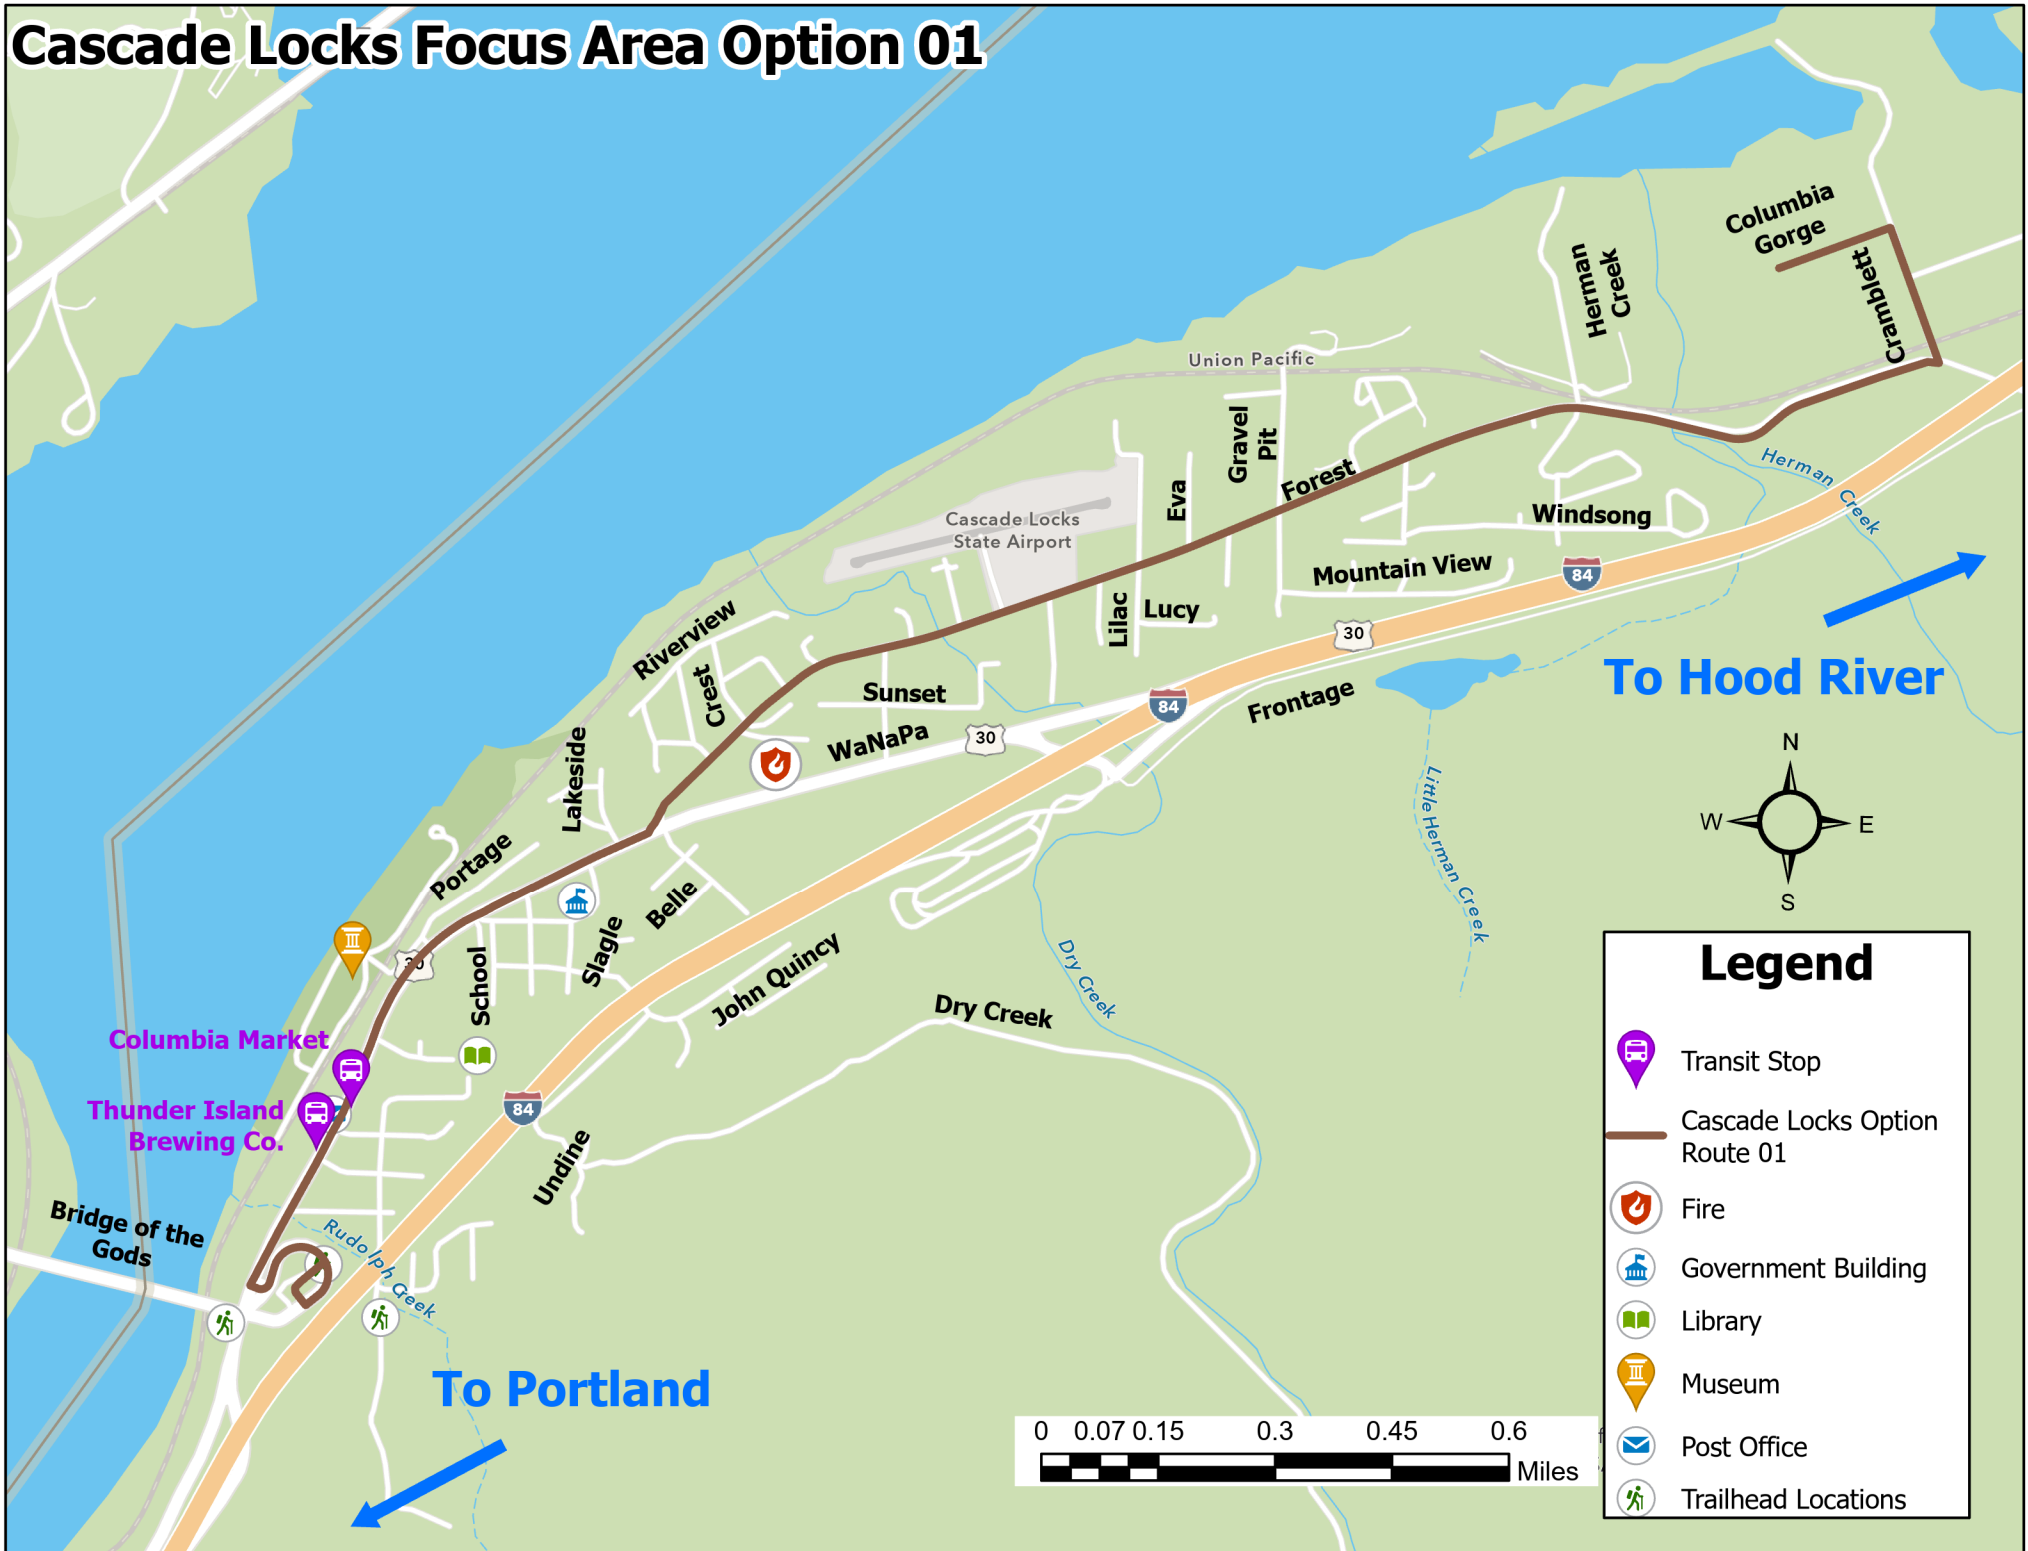 Cascade Locks Focus Area Option 01
Columbia
Gorge
Cramblett
Herman
Creek
Union Pacific
Gravel
Pit
Eva
Forest
Herman Creek
Windsong
Cascade Locks
State Airport
Mountain View
84
Lilac
Lucy
30
Riverview
Crest
Sunset
To Hood River
84
Frontage
WaNaPa
30
Lakeside
N
W
E
S
Little Herman Creek
Portage
Belle
Slagle
School
30
John Quincy
Dry Creek
Dry Creek
Columbia Market
Thunder Island
Brewing Co.
84
Undine
Bridge of the
Gods
Rudolph Creek
To Portland
0 0.07 0.15 0.3 0.45 0.6
Miles
Legend
Transit Stop
Cascade Locks Option
Route 01
Fire
Government Building
Library
Museum
Post Office
Trailhead Locations